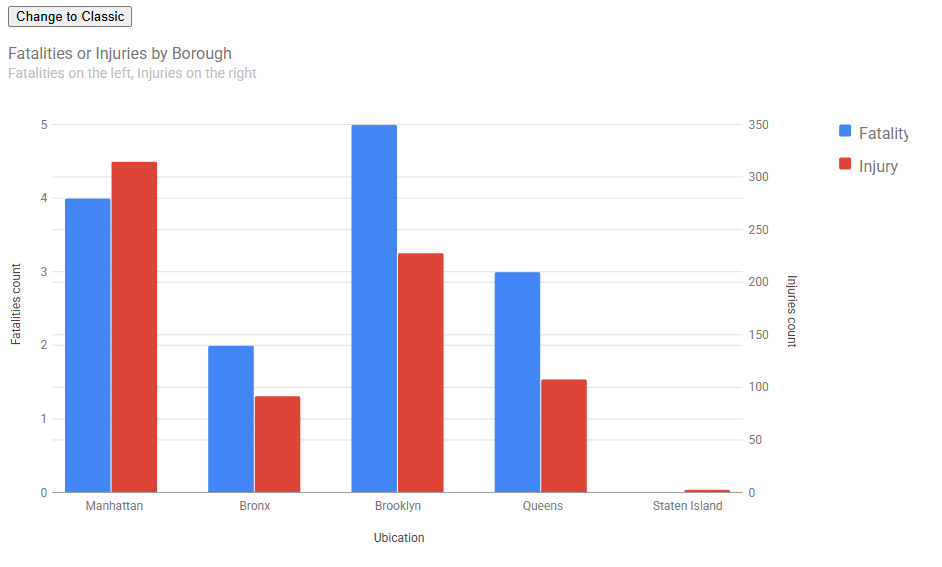 Change to Classic
Fatalities or Injuries by Borough
Fatalities on the left, Injuries on the right
5
4
3
2
1
0
Fatalities count
350
300
250
200
150
100
50
0
Injuries count
Fatality
Injury
Manhattan
Bronx
Brooklyn
Queens
Staten Island
Ubication